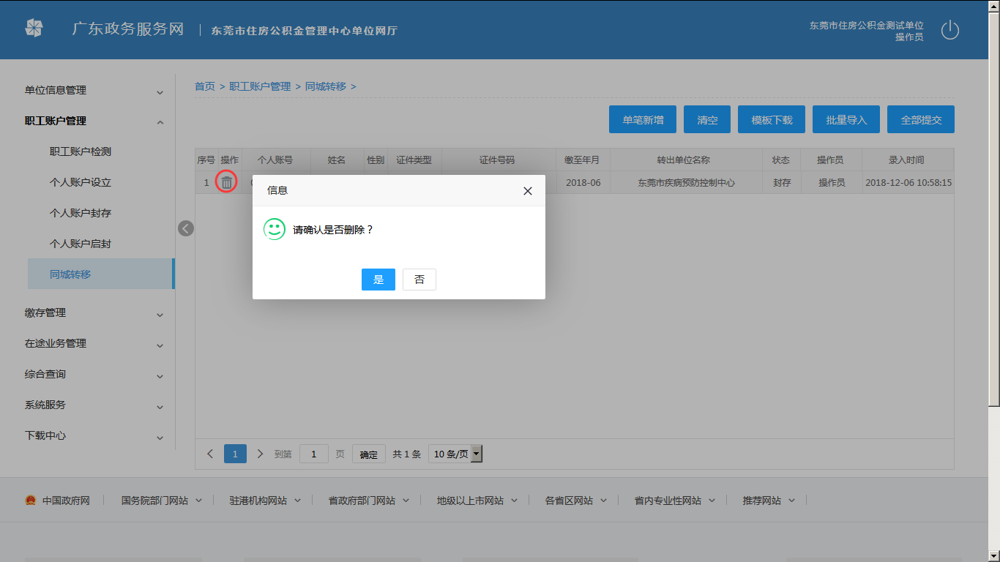 广东政务服务网
东莞市住房公积金管理中心单位网厅
东莞市住房公积金测试单位
操作员
单位信息管理
职工账户管理
职工账户检测
个人账户设立
个人账户封存
个人账户启封
同城转移
缴存管理
在途业务管理
综合查询
系统服务
下载中心
首页 > 职工账户管理 > 同城转移 >
单笔新增 清空 模板下载 批量导入 全部提交
序号 操作 个人账号 姓名 性别 证件类型 证件号码 缴至年月 转出单位名称 状态 操作员 录入时间
1 2018-06 东莞市疾病预防控制中心 封存 操作员 2018-12-06 10:58:15
信息
请确认是否删除？
是 否
1 到第 1 页 确定 共 1 条 10 条/页
中国政府网 国务院部门网站 驻港机构网站 省政府部门网站 地级以上市网站 各省区网站 省内专业性网站 推荐网站